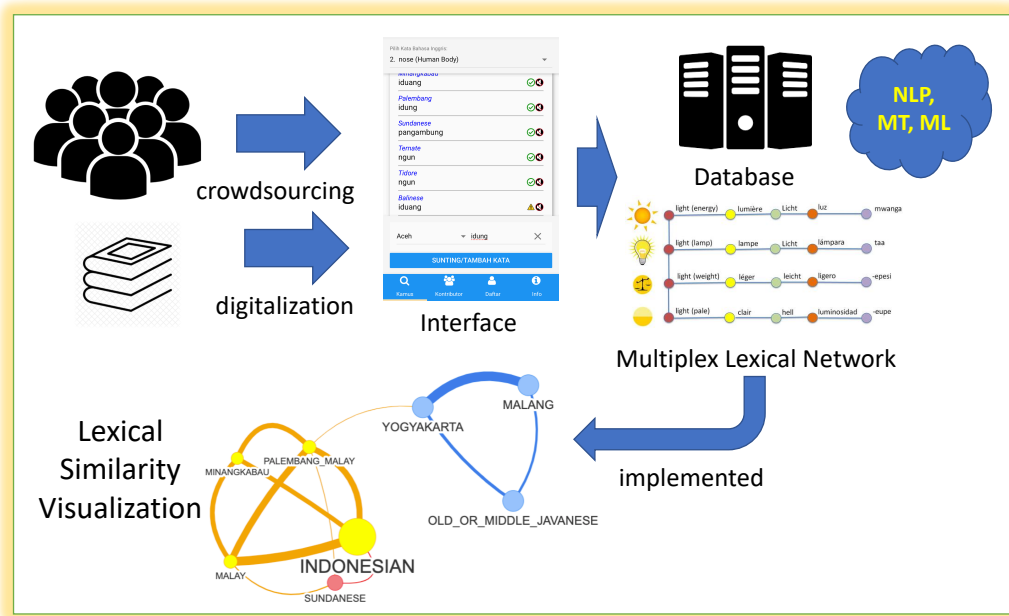 crowdsourcing
digitalization
Pilih Kata Bahasa Inggris
2. nose (Human Body)
Minangkabau
iduang
Palembang
idung
Sundanese
pangambung
Ternate
ngun
Tidore
ngun
Balinese
iduang
Aceh
idung
SUNTING/TAMBAH KATA
Kamus Kontributor Daftar Info
Interface
Database
NLP,
MT, ML
light (energy) lumière Licht luz mwanga
light (lamp) lampe Licht lámpara taa
light (weight) léger leicht ligero -epesi
light (pale) clair hell luminosidad -eupe
Multiplex Lexical Network
implemented
Lexical
Similarity
Visualization
MALANG
YOGYAKARTA
OLD_OR_MIDDLE_JAVANESE
PALEMBANG_MALAY
MINANGKABAU
INDONESIAN
MALAY
SUNDANESE